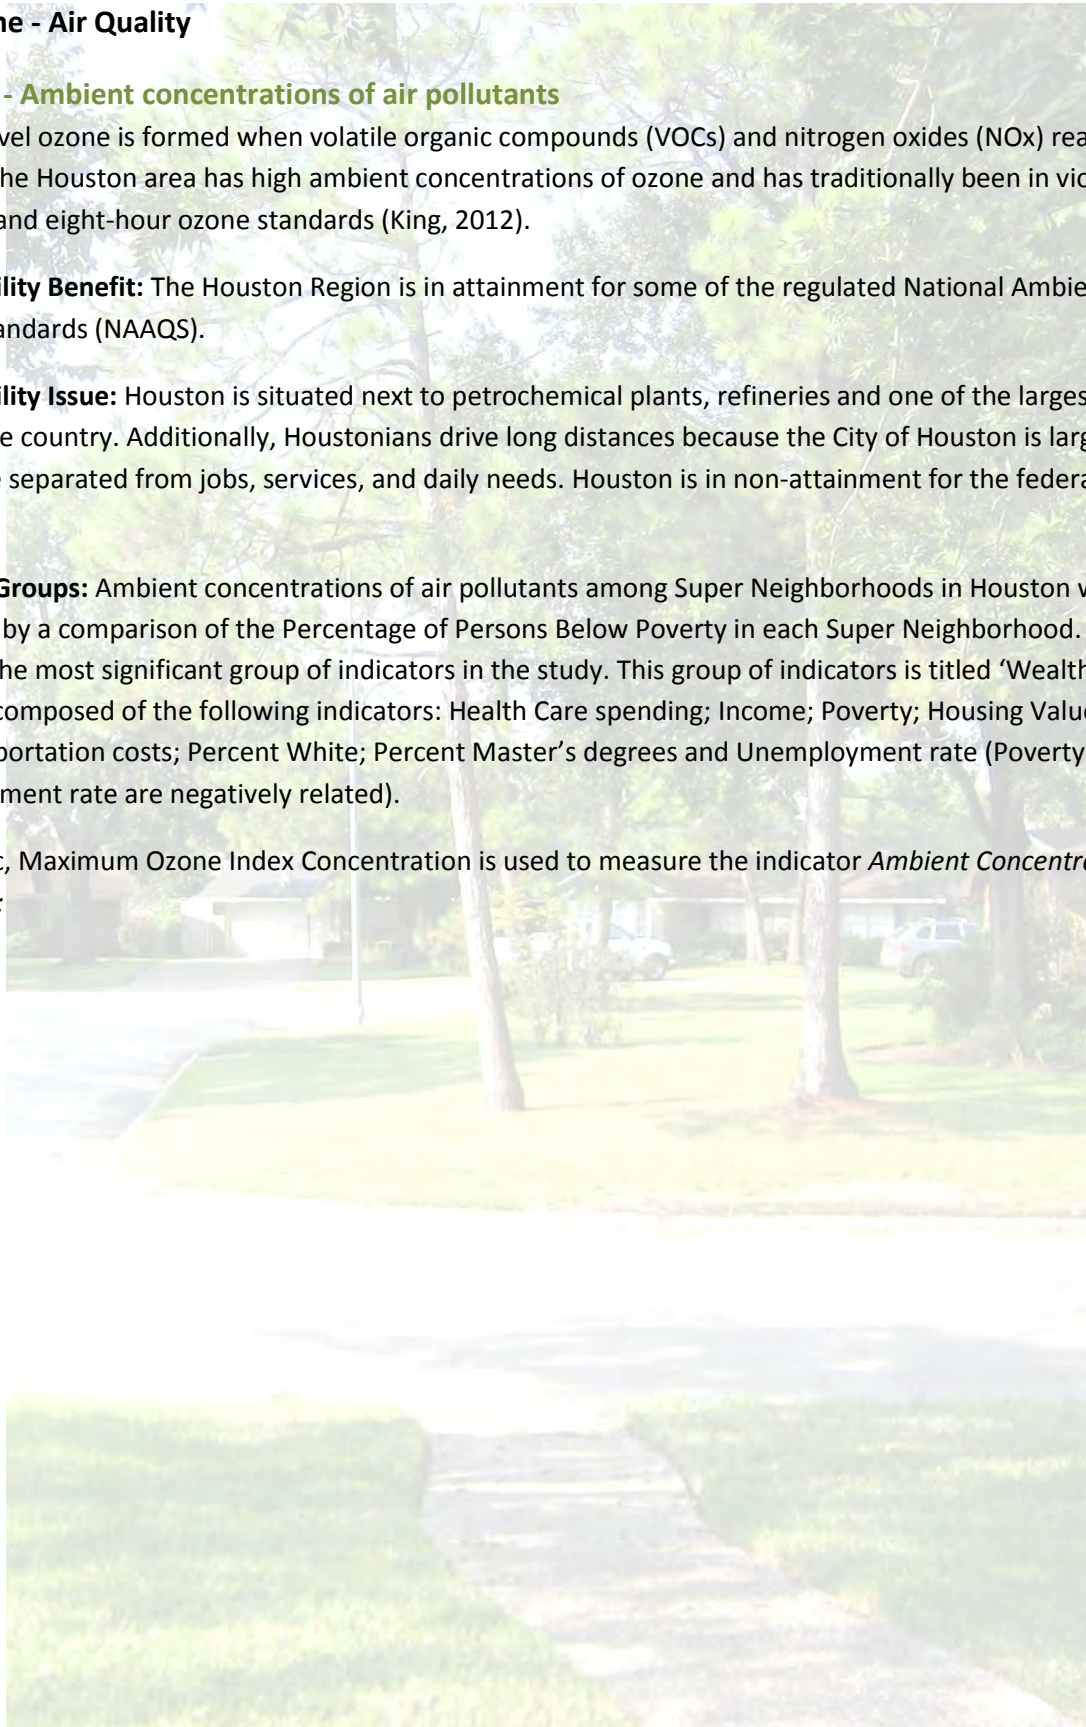 ne - Air Quality
- Ambient concentrations of air pollutants
vel ozone is formed when volatile organic compounds (VOCs) and nitrogen oxides (NOx) rea
he Houston area has high ambient concentrations of ozone and has traditionally been in vio
and eight-hour ozone standards (King, 2012).
ility Benefit: The Houston Region is in attainment for some of the regulated National Ambie
andards (NAAQS).
ility Issue: Houston is situated next to petrochemical plants, refineries and one of the larges
e country. Additionally, Houstonians drive long distances because the City of Houston is larg
e separated from jobs, services, and daily needs. Houston is in non-attainment for the federa
Groups: Ambient concentrations of air pollutants among Super Neighborhoods in Houston w
by a comparison of the Percentage of Persons Below Poverty in each Super Neighborhood.
he most significant group of indicators in the study. This group of indicators is titled ‘Wealth
composed of the following indicators: Health Care spending; Income; Poverty; Housing Value
portation costs; Percent White; Percent Master’s degrees and Unemployment rate (Poverty
ment rate are negatively related).
c, Maximum Ozone Index Concentration is used to measure the indicator Ambient Concentra